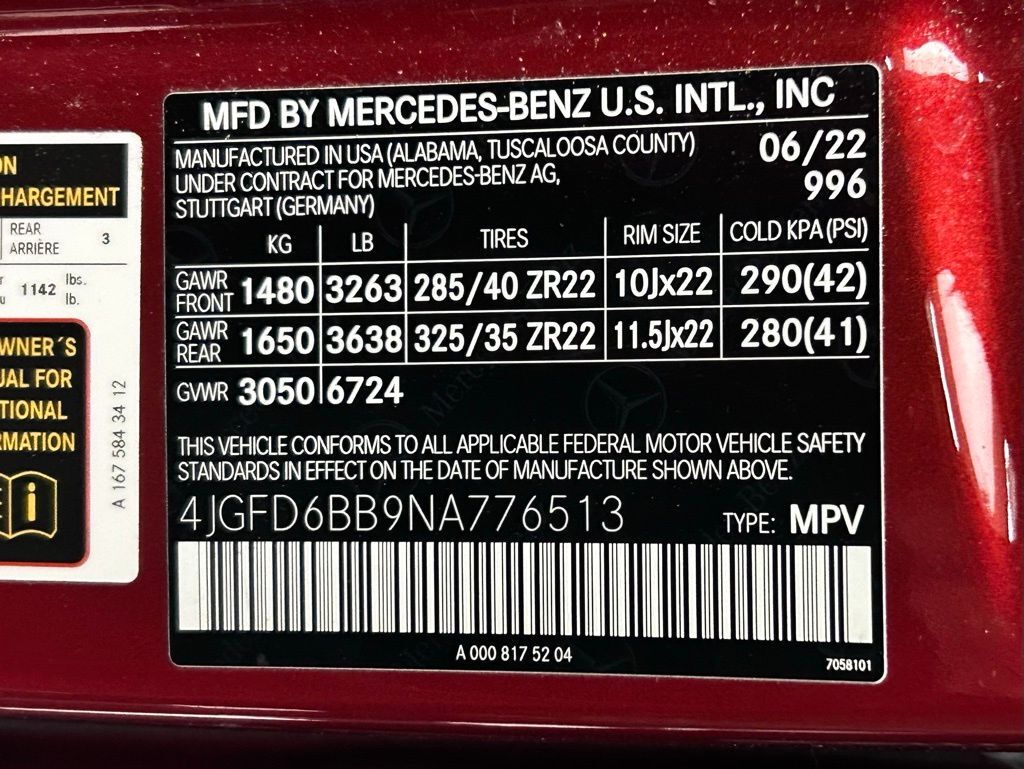 MFD BY MERCEDES-BENZ U.S. INTL., INC
MANUFACTURED IN USA (ALABAMA, TUSCALOOSA COUNTY) 06/22
UNDER CONTRACT FOR MERCEDES-BENZ AG, 996
STUTTGART (GERMANY)
KG LB TIRES RIM SIZE COLD KPA (PSI)
GAWR FRONT 1480 3263 285/40 ZR22 10Jx22 290(42)
GAWR REAR 1650 3638 325/35 ZR22 11.5Jx22 280(41)
GVWR 3050 6724
THIS VEHICLE CONFORMS TO ALL APPLICABLE FEDERAL MOTOR VEHICLE SAFETY
STANDARDS IN EFFECT ON THE DATE OF MANUFACTURE SHOWN ABOVE.
4JGFD6BB9NA776513 TYPE: MPV
A 000 817 52 04
7058101
ON
HARGEMENT
REAR
ARRIÈRE 3
1142 lbs.
lb.
WNER´S
UAL FOR
TIONAL
RMATION
i
A 167 584 34 12